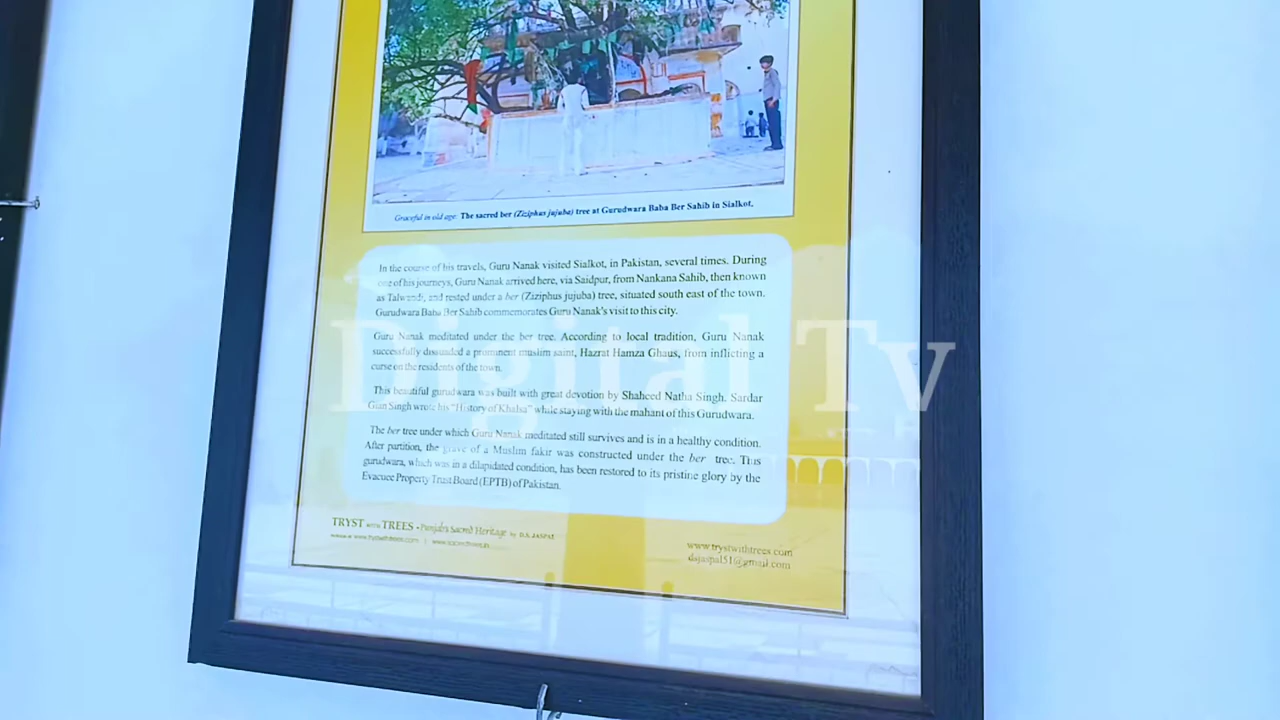 Graceful in old age: The sacred ber (Ziziphus jujuba) tree at Gurudwara Baba Ber Sahib in Sialkot.
In the course of his travels, Guru Nanak visited Sialkot, in Pakistan, several times. During
one of his journeys, Guru Nanak arrived here, via Saidpur, from Nankana Sahib, then known
as Talwandi, and rested under a ber (Ziziphus jujuba) tree, situated south east of the town.
Gurudwara Baba Ber Sahib commemorates Guru Nanak's visit to this city.
Guru Nanak meditated under the ber tree. According to local tradition, Guru Nanak
successfully dissuaded a prominent muslim saint, Hazrat Hamza Ghaus, from inflicting a
curse on the residents of the town.
This beautiful gurudwara was built with great devotion by Shaheed Natha Singh. Sardar
Gian Singh wrote his "History of Khalsa" while staying with the mahant of this Gurudwara.
The ber tree under which Guru Nanak meditated still survives and is in a healthy condition.
After partition, the grave of a Muslim fakir was constructed under the ber tree. This
gurudwara, which was in a dilapidated condition, has been restored to its pristine glory by the
Evacuee Property Trust Board (EPTB) of Pakistan.
TRYST WITH TREES - Punjab's Sacred Heritage by D.S. JASPAL
www.trystwithtrees.com | www.sacredtrees.in
www.trystwithtrees.com
dsjaspal51@gmail.com
Digital Tv